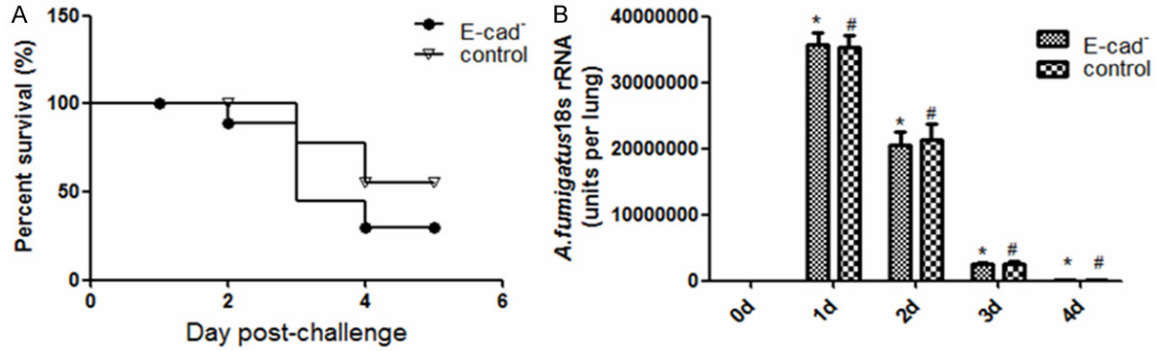 A
Percent survival (%)
150
100
50
0
0
2
4
6
Day post-challenge
E-cad⁻
control
B
A.fumigatus18s rRNA
(units per lung)
40000000
30000000
20000000
10000000
0
* # * # * # * #
0d
1d
2d
3d
4d
E-cad⁻
control